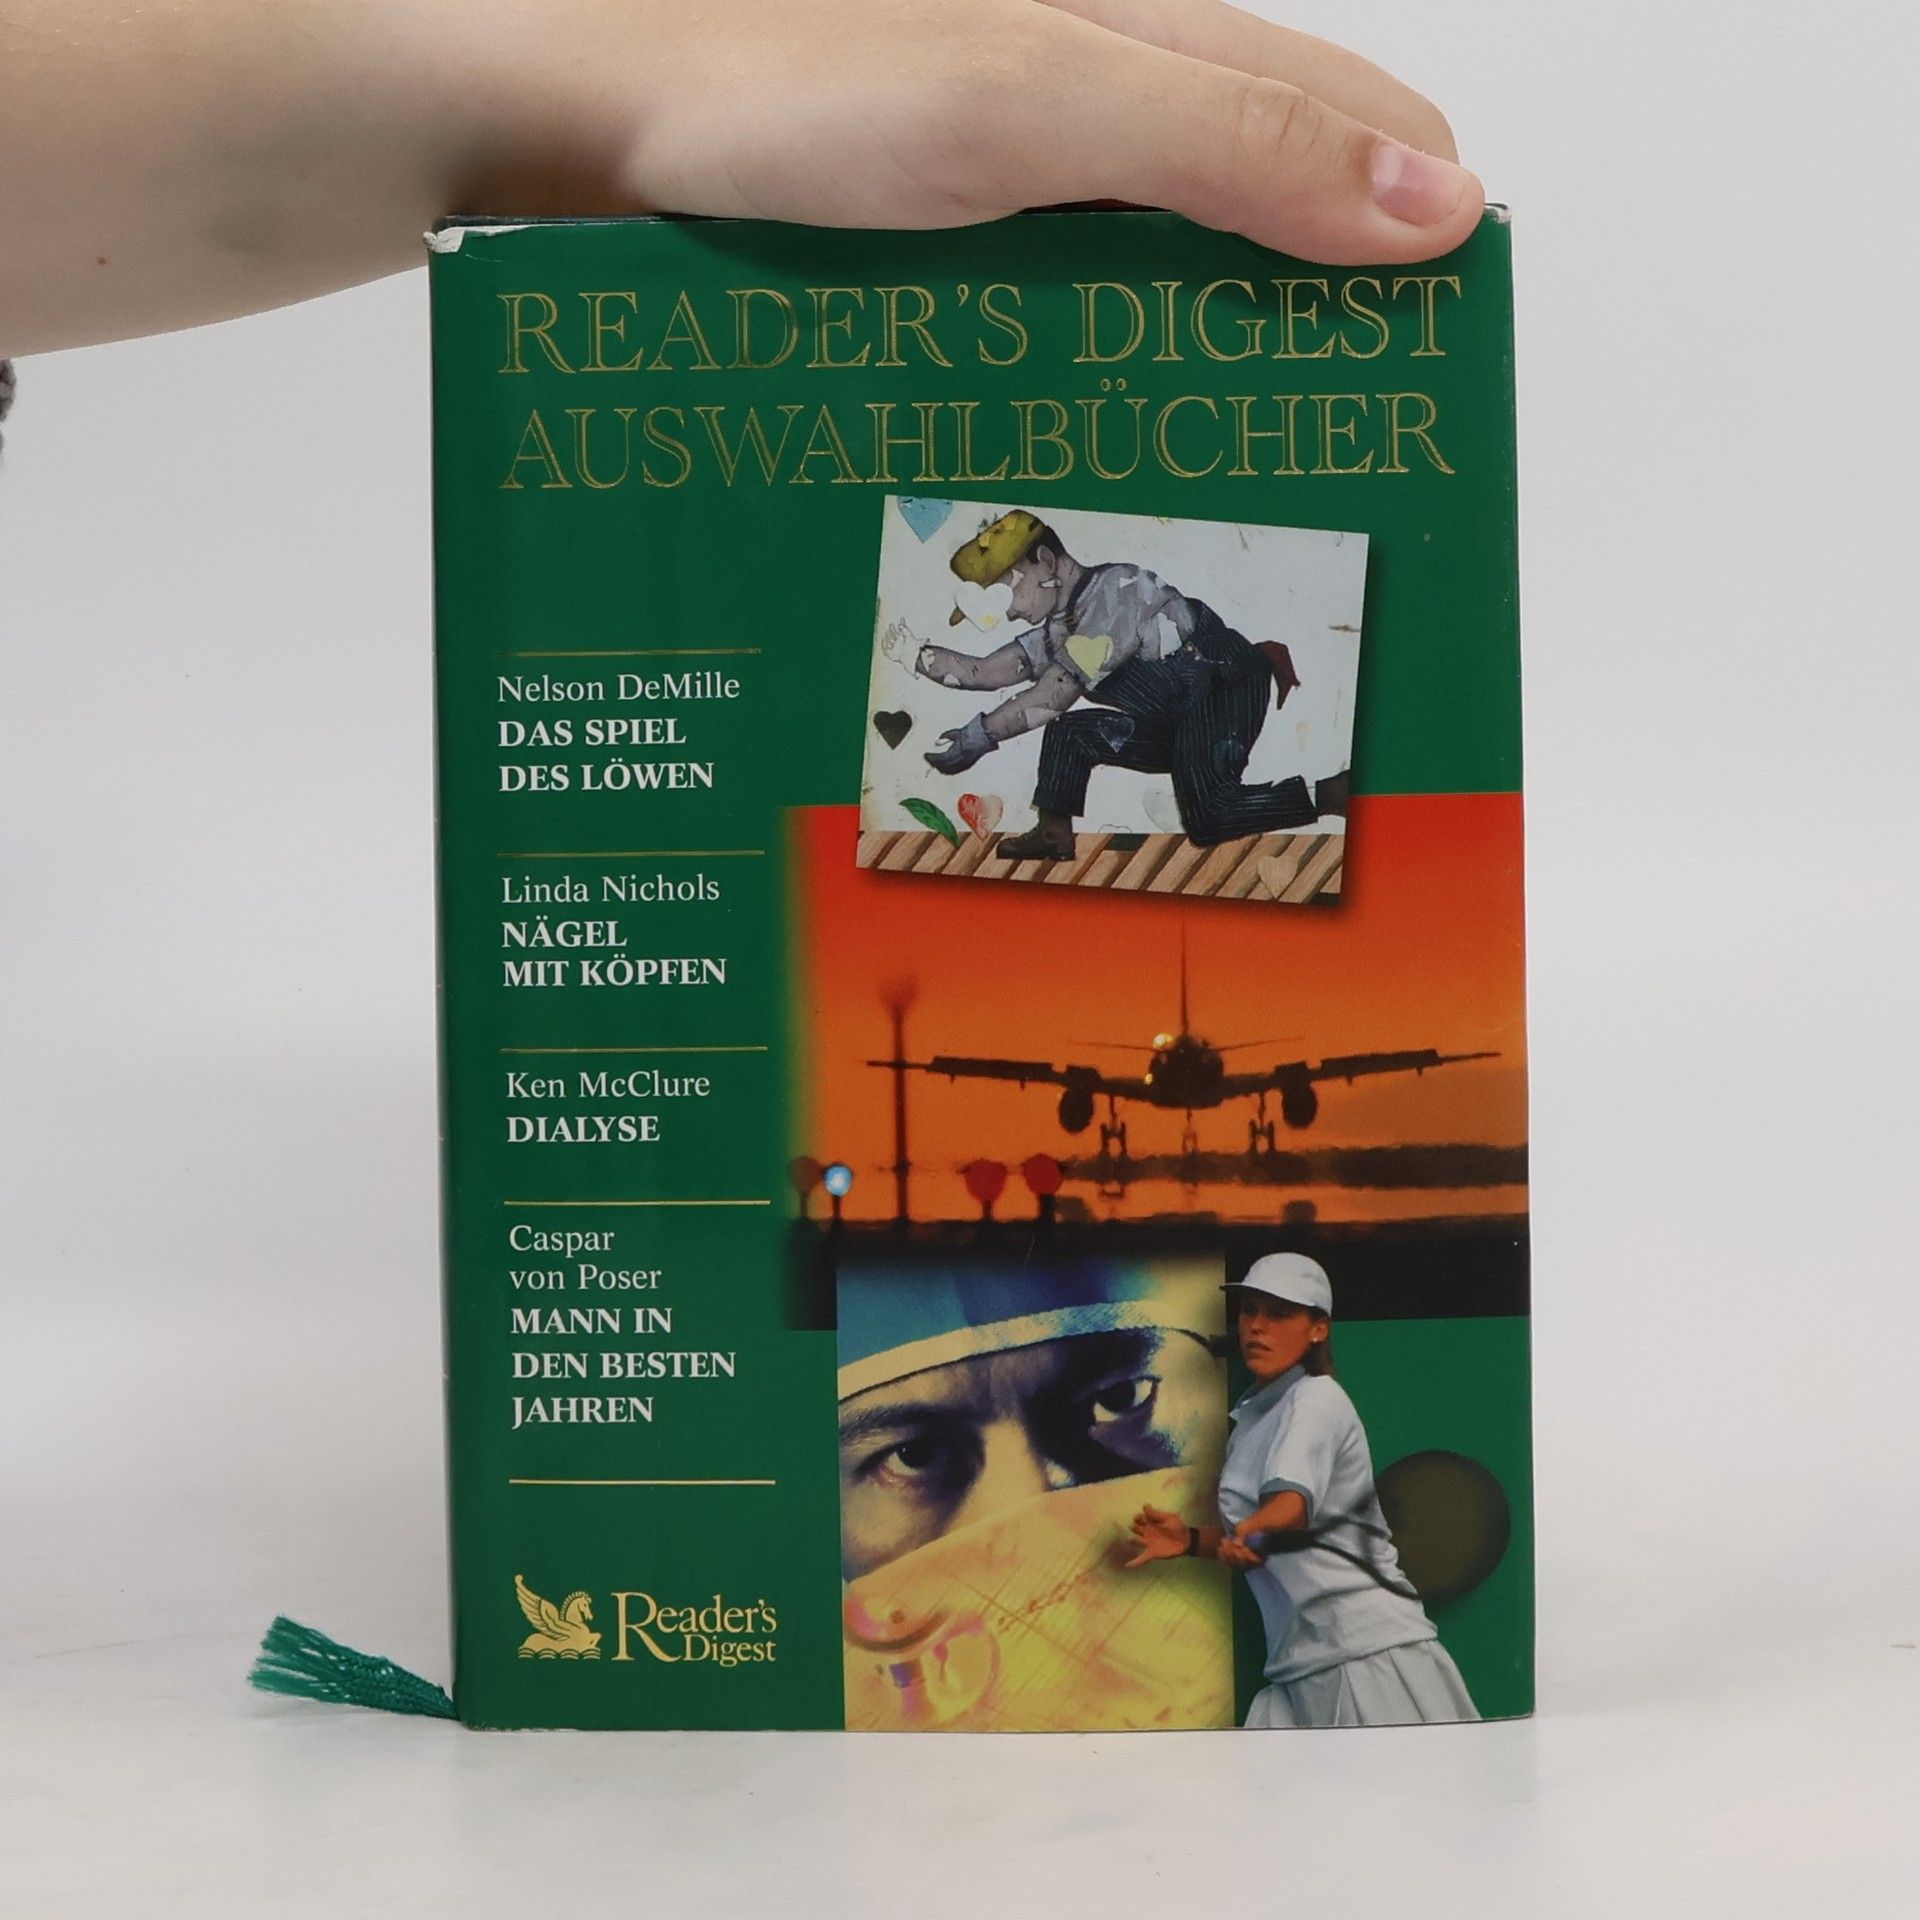 READER'S DIGEST
AUSWAHLBÜCHER
Nelson DeMille
DAS SPIEL
DES LÖWEN
Linda Nichols
NÄGEL
MIT KÖPFEN
Ken McClure
DIALYSE
Caspar
von Poser
MANN IN
DEN BESTEN
JAHREN
Reader's
Digest